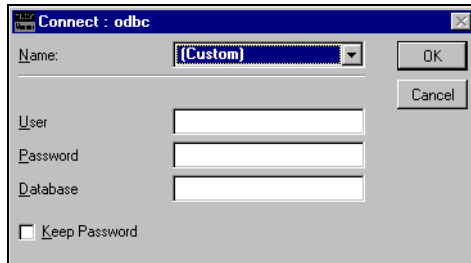 Connect : odbc
Name: (Custom) OK
Cancel
User
Password
Database
Keep Password